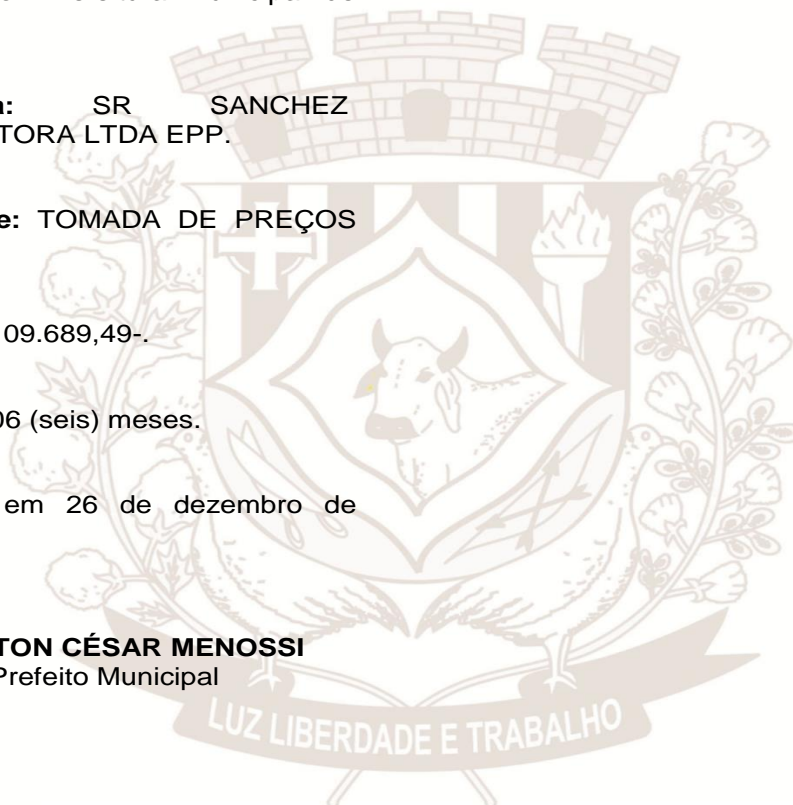 a: SR SANCHEZ
TORA LTDA EPP.
e: TOMADA DE PREÇOS
09.689,49-.
06 (seis) meses.
em 26 de dezembro de
TON CÉSAR MENOSSI
Prefeito Municipal
LUZ LIBERDADE E TRABALHO